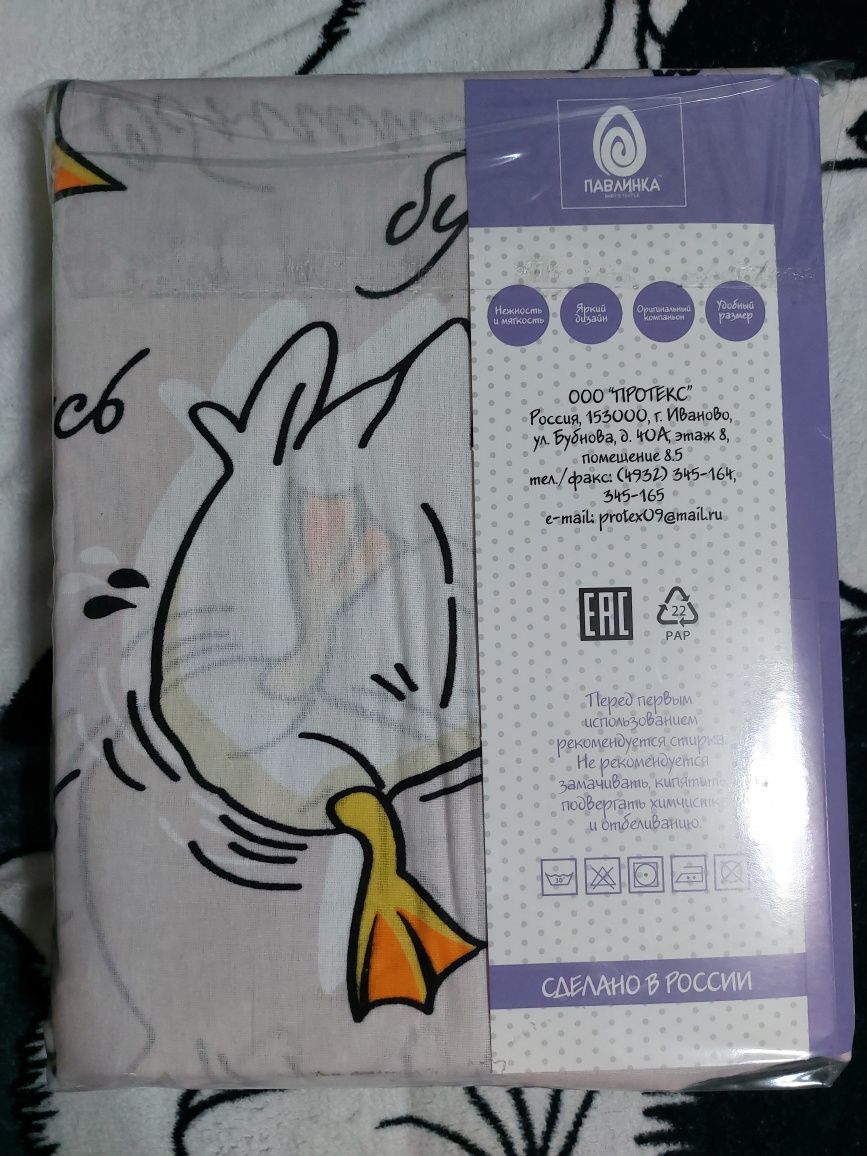 ПАВЛИНКА
Нежность
и мягкость
Яркий
дизайн
Оригинальный
компаньон
Удобный
размер
ООО "ПРОТЕКС"
Россия, 153000, г. Иваново,
ул. Бубнова, д. 40А, этаж 8,
помещение 8.5
тел./факс: (4932) 345-164,
345-165
e-mail: protex09@mail.ru
EAC
22
PAP
Перед первым
использованием
рекомендуется стирка.
Не рекомендуется
замачивать, кипятить,
подвергать химчистке
и отбеливанию.
30°
СДЕЛАНО В РОССИИ
бу
сь